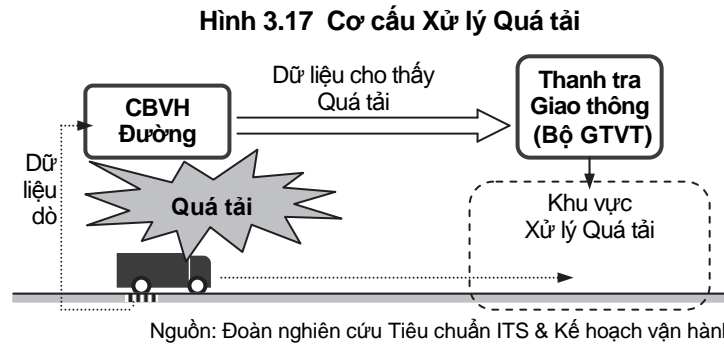 Hình 3.17 Cơ cấu Xử lý Quá tải
Dữ liệu cho thấy
Quá tải
CBVH
Đường
Thanh tra
Giao thông
(Bộ GTVT)
Dữ
liệu
dò
Quá tải
Khu vực
Xử lý Quá tải
Nguồn: Đoàn nghiên cứu Tiêu chuẩn ITS & Kế hoạch vận hành